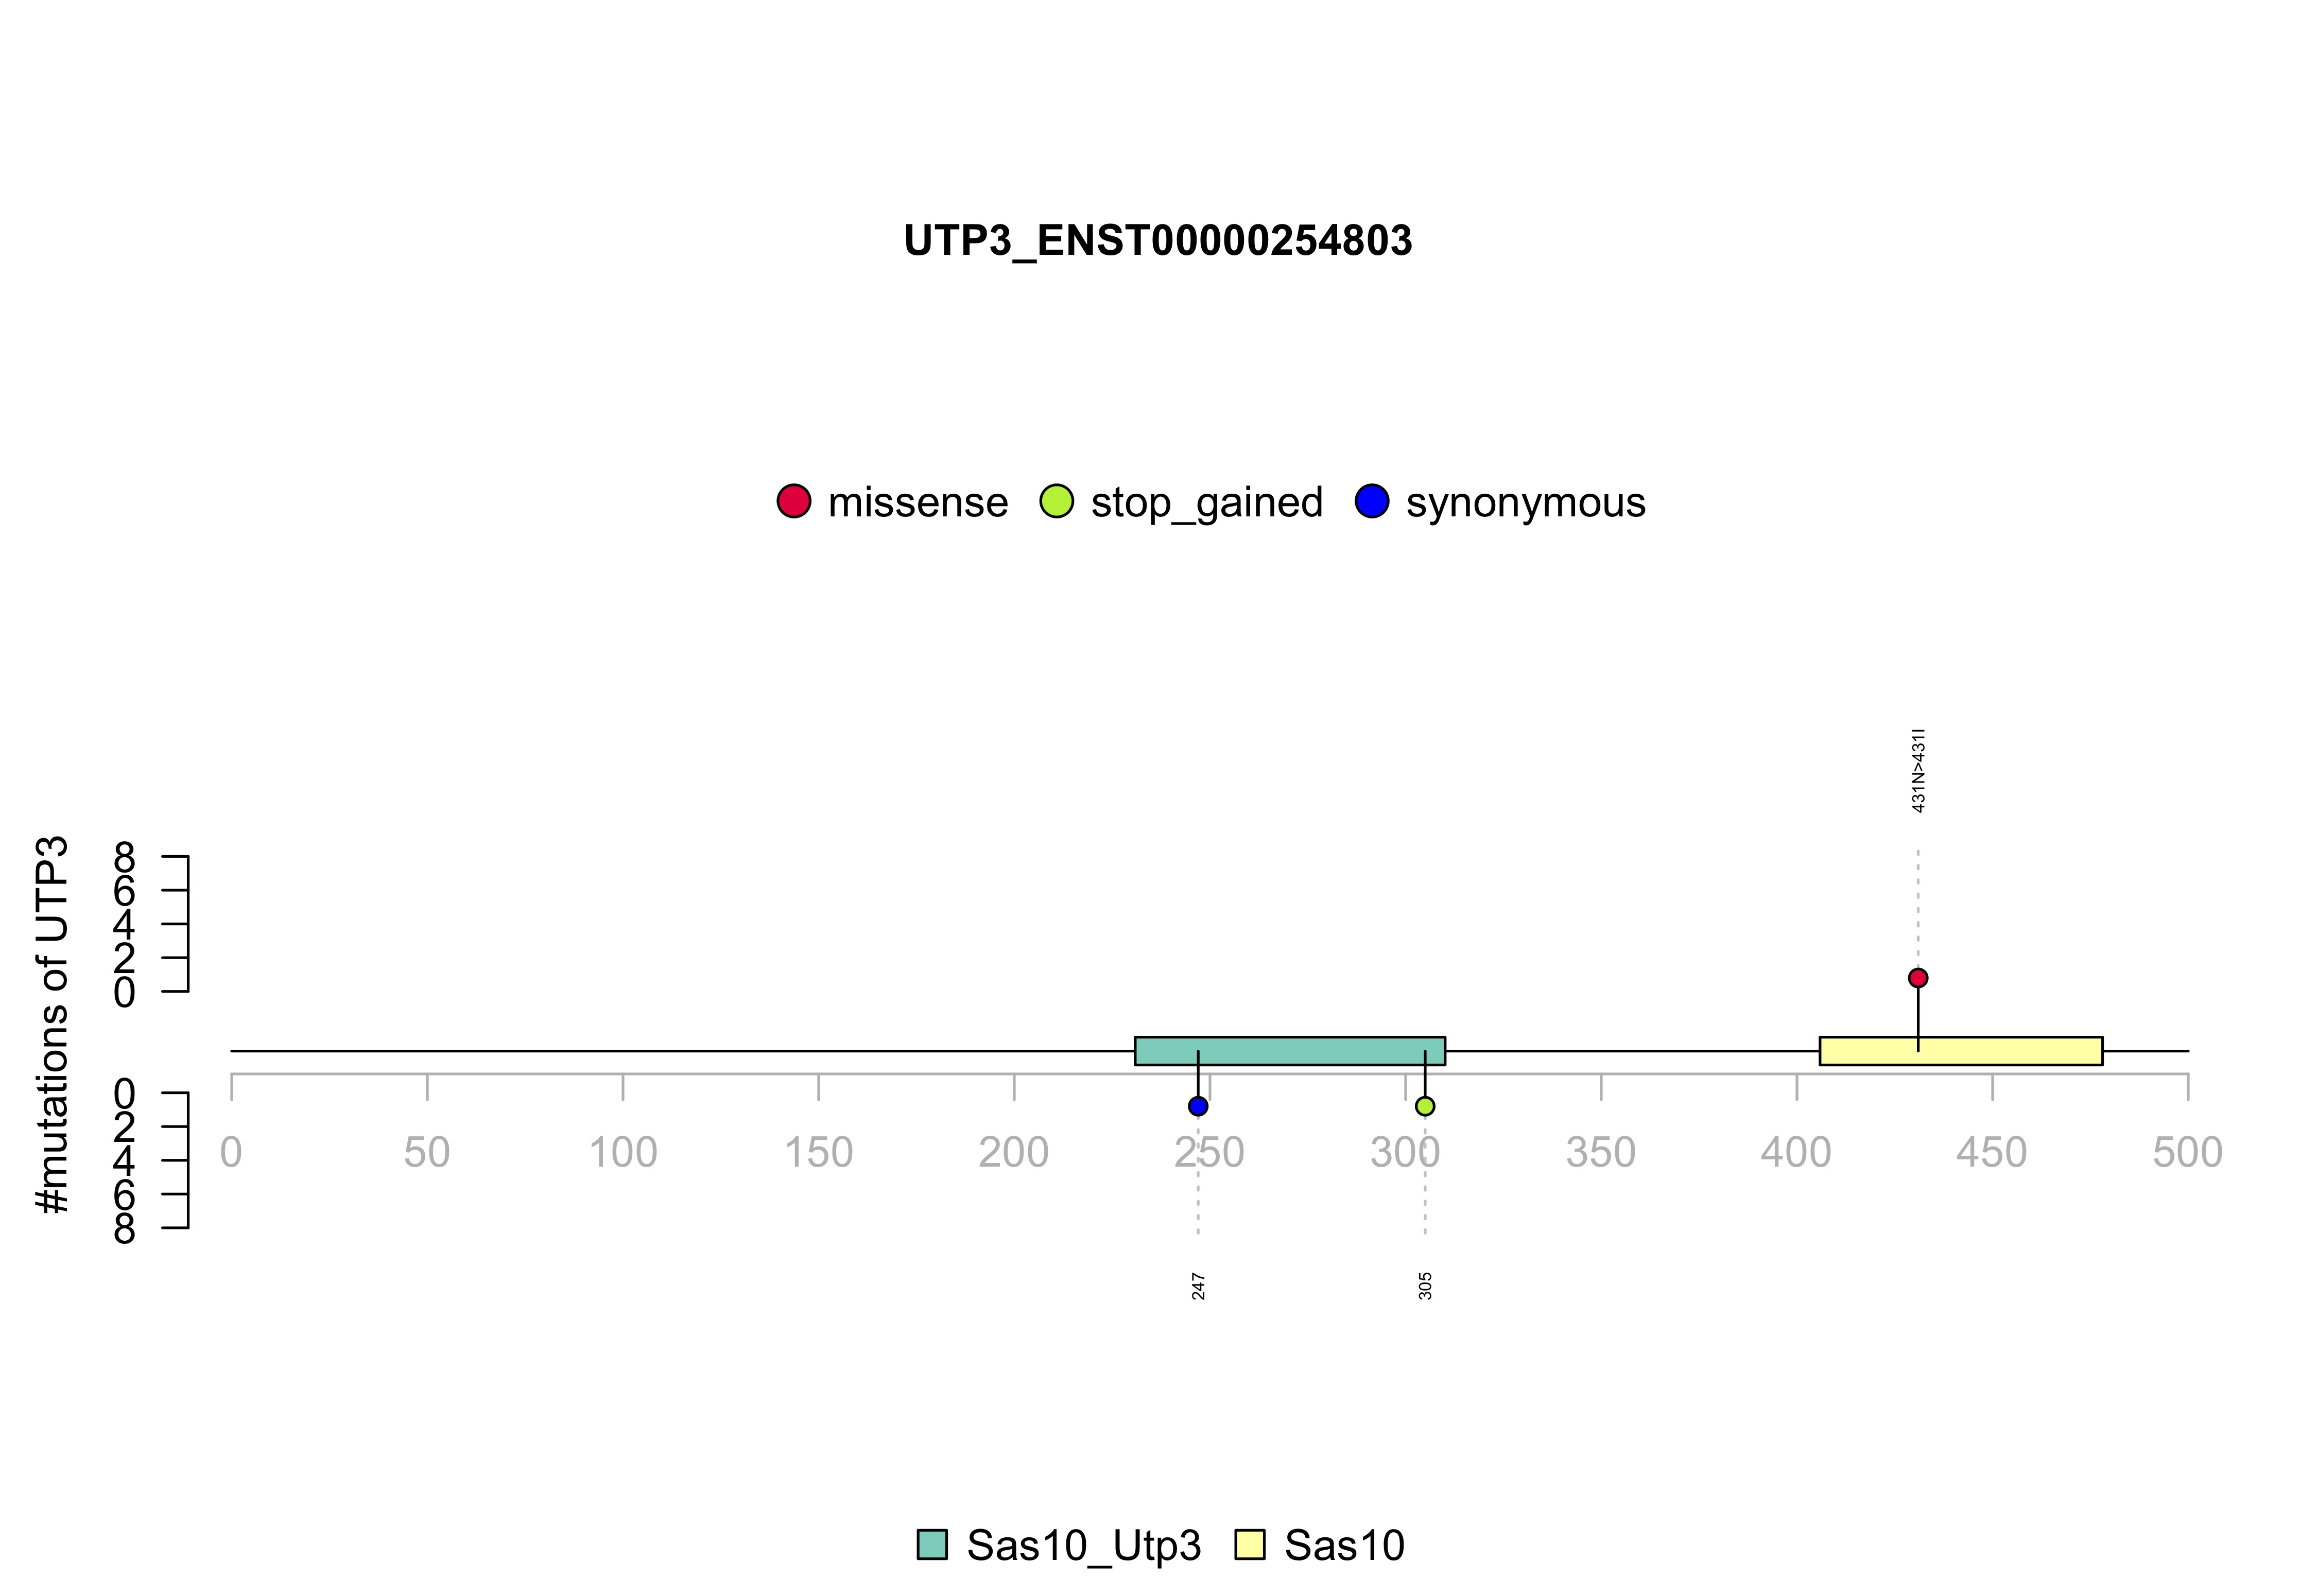 UTP3_ENST00000254803
missense stop_gained synonymous
431N>431I
#mutations of UTP3
8
6
4
2
0
0
2
4
6
8
0 50 100 150 200 250 300 350 400 450 500
247 305
Sas10_Utp3 Sas10